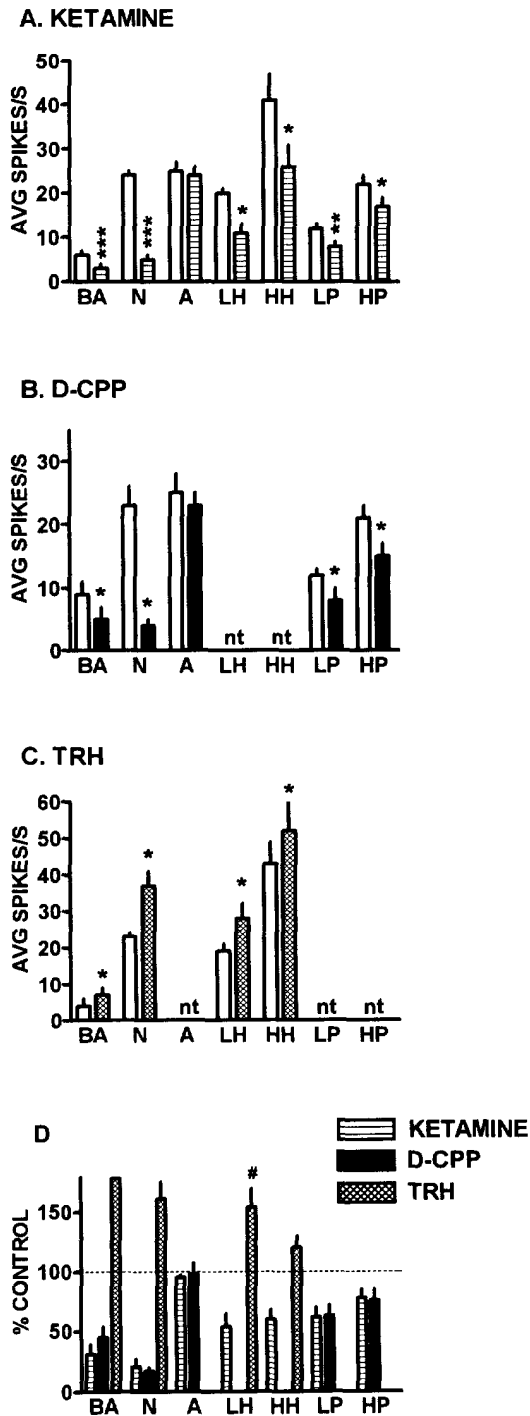 A. KETAMINE
AVG SPIKES/S
50
40
30
20
10
0
*** *** * * ** *
BA N A LH HH LP HP
B. D-CPP
AVG SPIKES/S
30
20
10
0
* * nt nt * *
BA N A LH HH LP HP
C. TRH
AVG SPIKES/S
60
50
40
30
20
10
0
* * nt * * nt nt
BA N A LH HH LP HP
D
KETAMINE
D-CPP
TRH
% CONTROL
150
100
50
0
#
BA N A LH HH LP HP